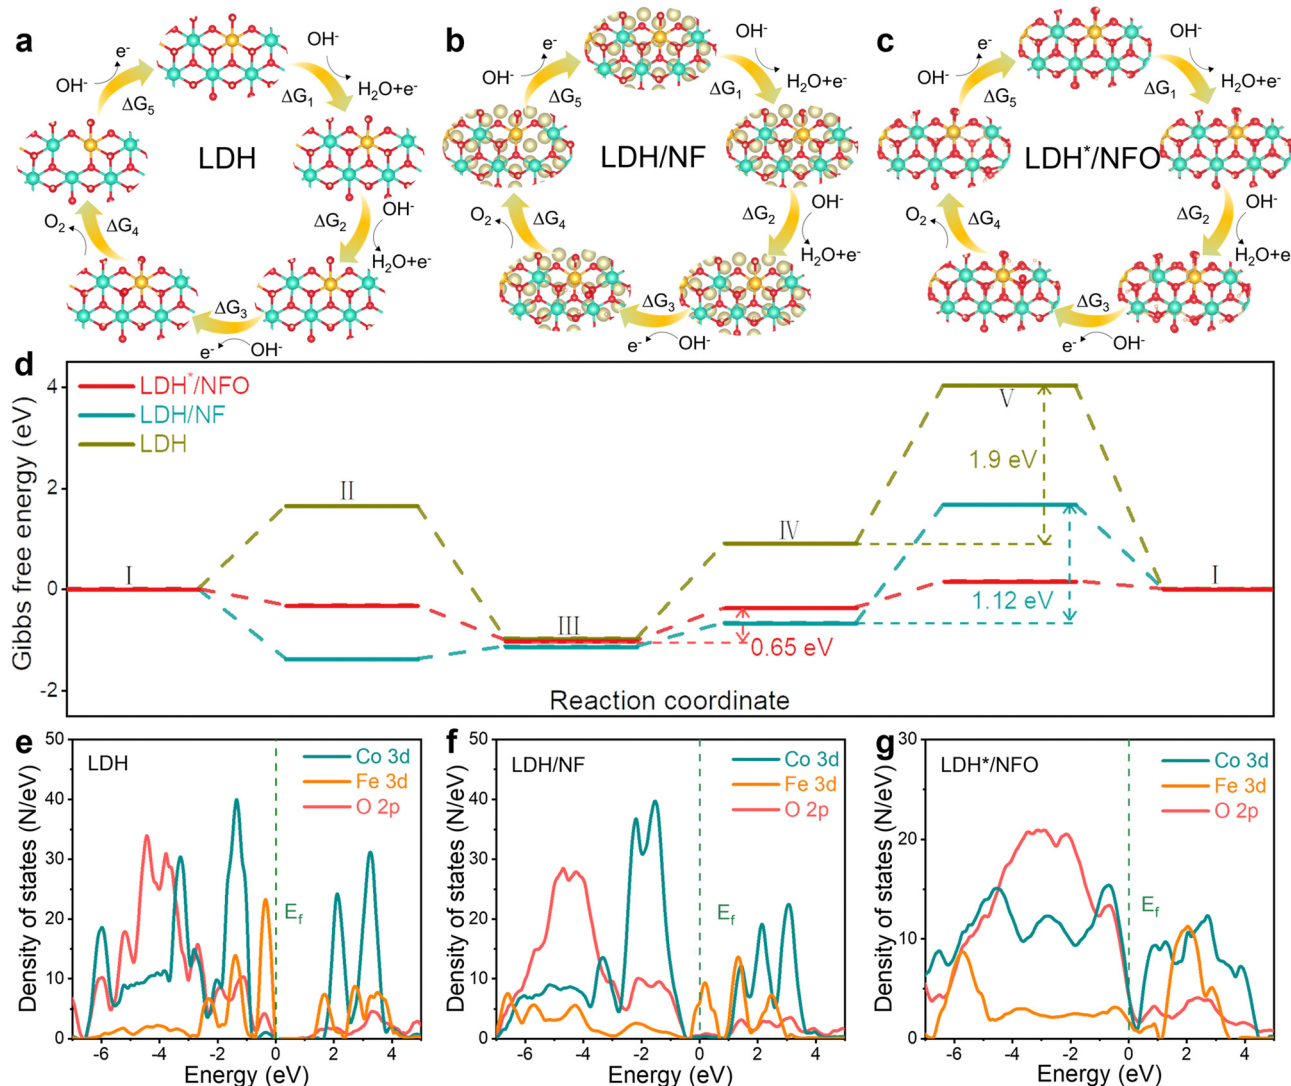 a
OH⁻
e⁻
OH⁻
H₂O+e⁻
ΔG₁
ΔG₅
LDH
ΔG₂
OH⁻
H₂O+e⁻
O₂
ΔG₄
ΔG₃
e⁻
OH⁻
b
OH⁻
e⁻
OH⁻
H₂O+e⁻
ΔG₁
ΔG₅
LDH/NF
ΔG₂
OH⁻
H₂O+e⁻
O₂
ΔG₄
ΔG₃
e⁻
OH⁻
c
OH⁻
e⁻
OH⁻
H₂O+e⁻
ΔG₁
ΔG₅
LDH*/NFO
ΔG₂
OH⁻
H₂O+e⁻
O₂
ΔG₄
ΔG₃
e⁻
OH⁻
d
Gibbs free energy (eV)
4
2
0
-2
LDH*/NFO
LDH/NF
LDH
I
II
III
IV
V
I
1.9 eV
1.12 eV
0.65 eV
Reaction coordinate
e
LDH
Co 3d
Fe 3d
O 2p
E_f
Density of states (N/eV)
50
40
30
20
10
0
-6 -4 -2 0 2 4
Energy (eV)
f
LDH/NF
Co 3d
Fe 3d
O 2p
E_f
Density of states (N/eV)
50
40
30
20
10
0
-6 -4 -2 0 2 4
Energy (eV)
g
LDH*/NFO
Co 3d
Fe 3d
O 2p
E_f
Density of states (N/eV)
30
20
10
0
-6 -4 -2 0 2 4
Energy (eV)